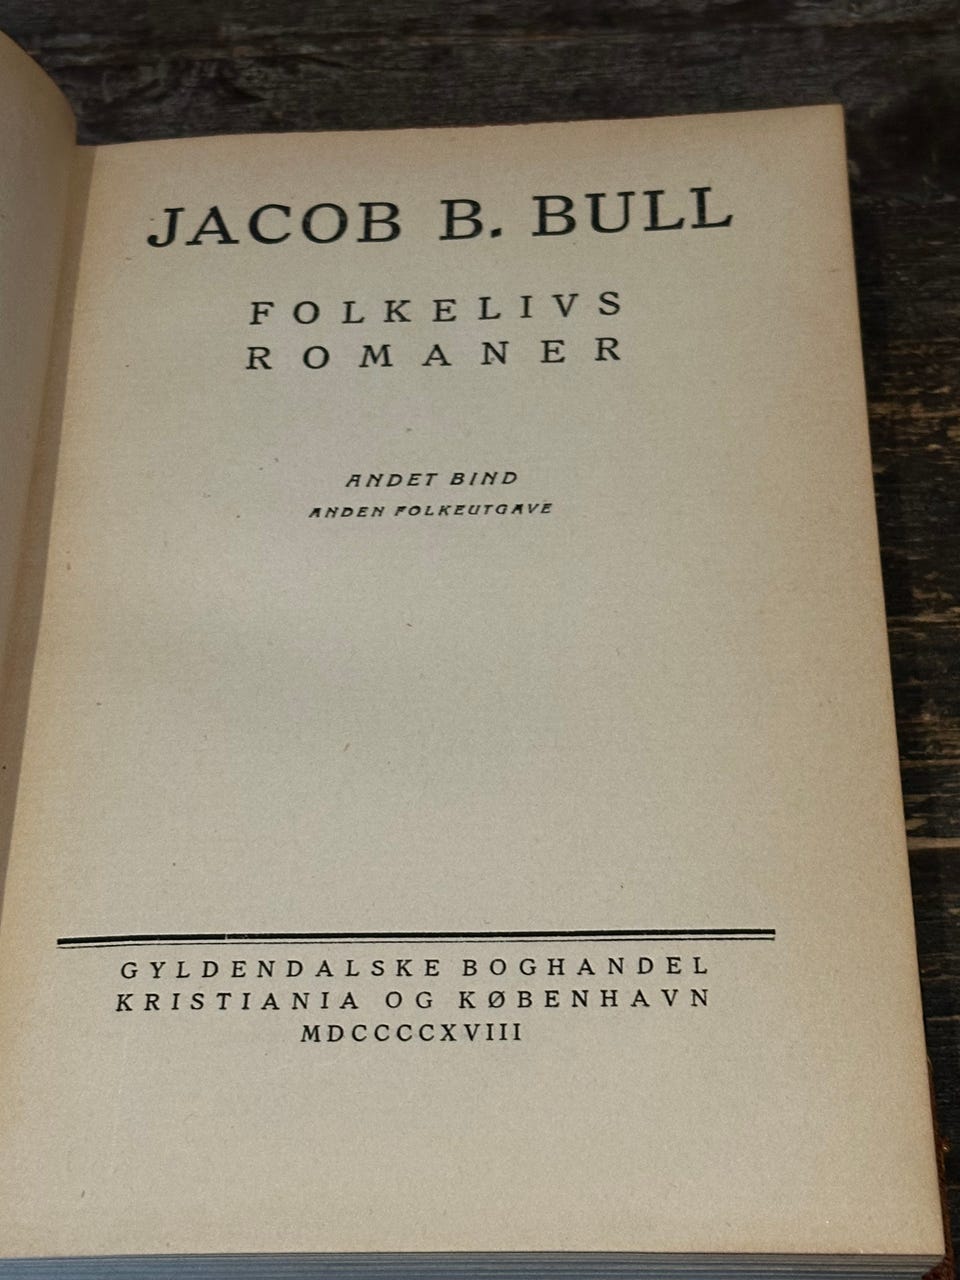 JACOB B. BULL
FOLKELIVS
ROMANER
ANDET BIND
ANDEN FOLKEUTGAVE
GYLDENDALSKE BOGHANDEL
KRISTIANIA OG KØBENHAVN
MDCCCCXVIII